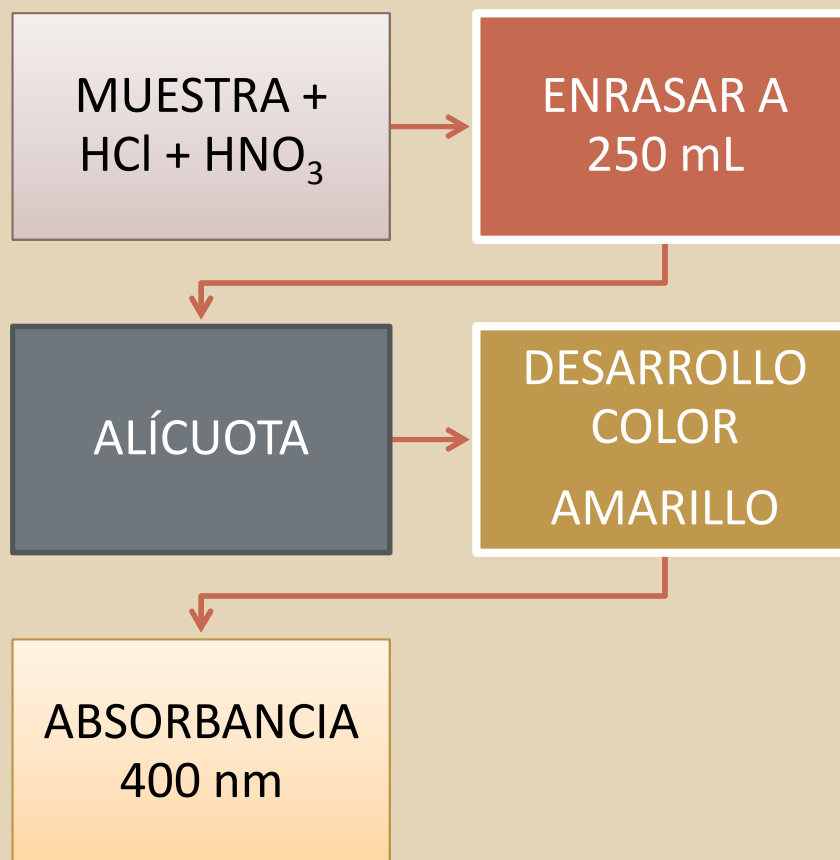 MUESTRA +
HCl + HNO₃
ENRASAR A
250 mL
ALÍCUOTA
DESARROLLO
COLOR
AMARILLO
ABSORBANCIA
400 nm